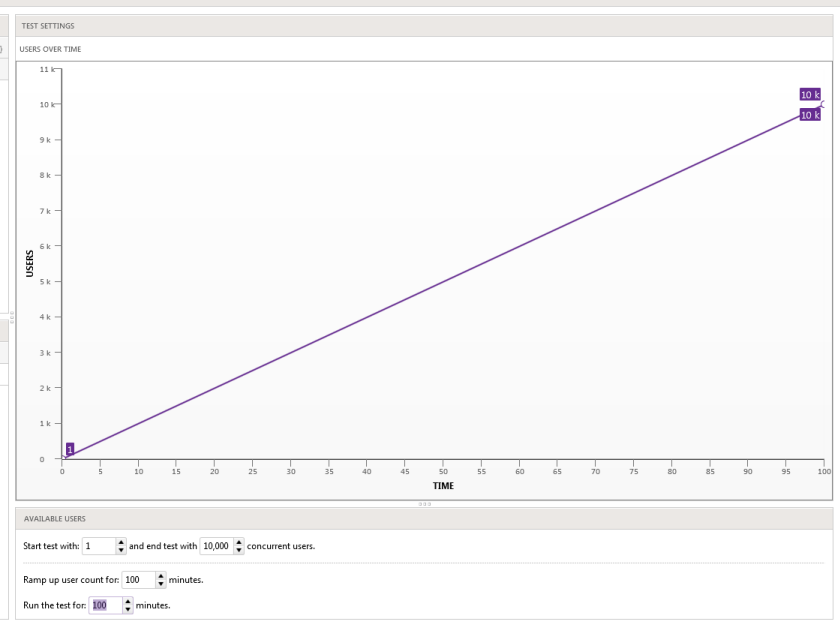 TEST SETTINGS
USERS OVER TIME
11 k
10 k
9 k
8 k
7 k
6 k
5 k
4 k
3 k
2 k
1 k
0
USERS
10 k
10 k
1
0 5 10 15 20 25 30 35 40 45 50 55 60 65 70 75 80 85 90 95 100
TIME
AVAILABLE USERS
Start test with: 1 and end test with 10,000 concurrent users.
Ramp up user count for: 100 minutes.
Run the test for: 100 minutes.